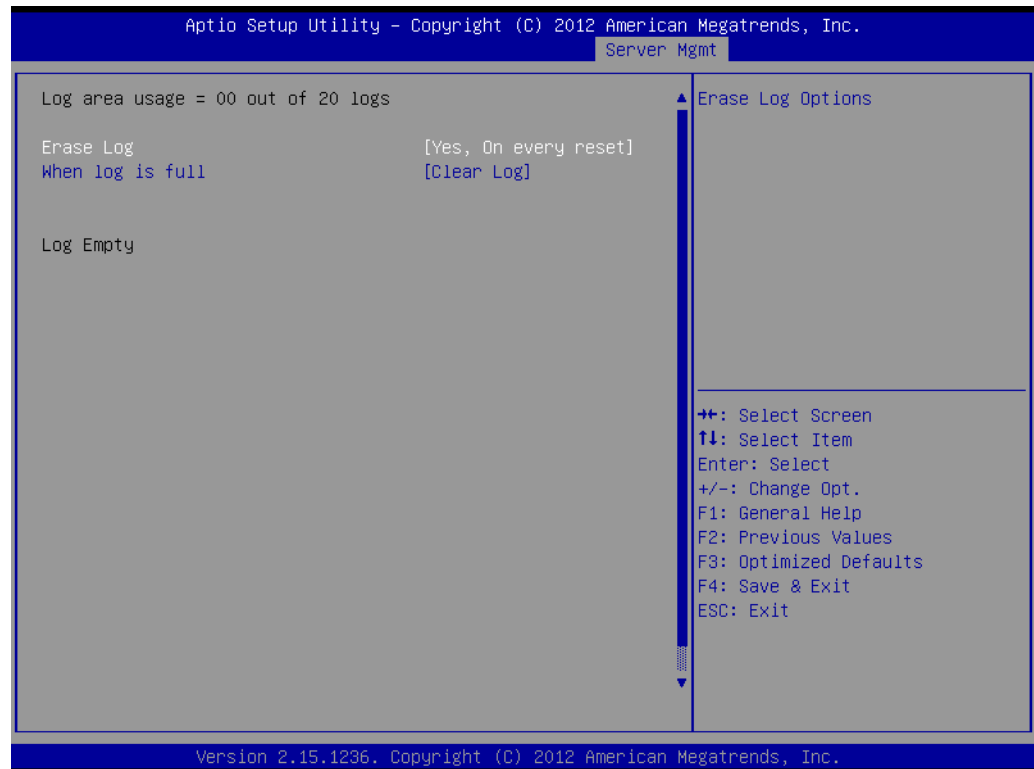 Aptio Setup Utility – Copyright (C) 2012 American Megatrends, Inc.
Server Mgmt
Log area usage = 00 out of 20 logs
Erase Log [Yes, On every reset]
When log is full [Clear Log]
Log Empty
Erase Log Options
→←: Select Screen
↑↓: Select Item
Enter: Select
+/-: Change Opt.
F1: General Help
F2: Previous Values
F3: Optimized Defaults
F4: Save & Exit
ESC: Exit
Version 2.15.1236. Copyright (C) 2012 American Megatrends, Inc.